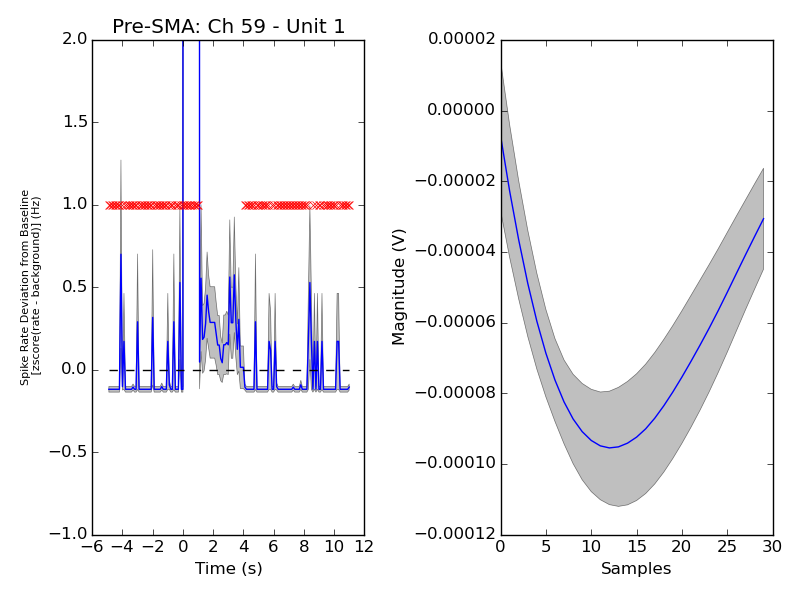 Pre-SMA: Ch 59 - Unit 1
Spike Rate Deviation from Baseline
[zscore(rate - background)] (Hz)
2.0
1.5
1.0
0.5
0.0
−0.5
−1.0
−6 −4 −2 0 2 4 6 8 10 12
Time (s)
Magnitude (V)
0.00002
0.00000
−0.00002
−0.00004
−0.00006
−0.00008
−0.00010
−0.00012
0 5 10 15 20 25 30
Samples